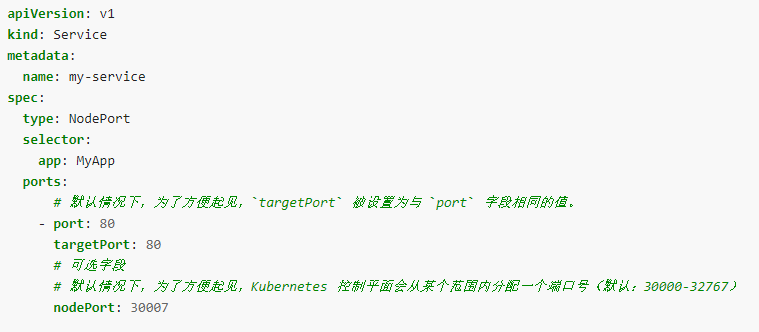 apiVersion: v1
kind: Service
metadata:
  name: my-service
spec:
  type: NodePort
  selector:
    app: MyApp
  ports:
      # 默认情况下，为了方便起见，`targetPort` 被设置为与 `port` 字段相同的值。
    - port: 80
      targetPort: 80
      # 可选字段
      # 默认情况下，为了方便起见，Kubernetes 控制平面会从某个范围内分配一个端口号（默认：30000-32767）
      nodePort: 30007